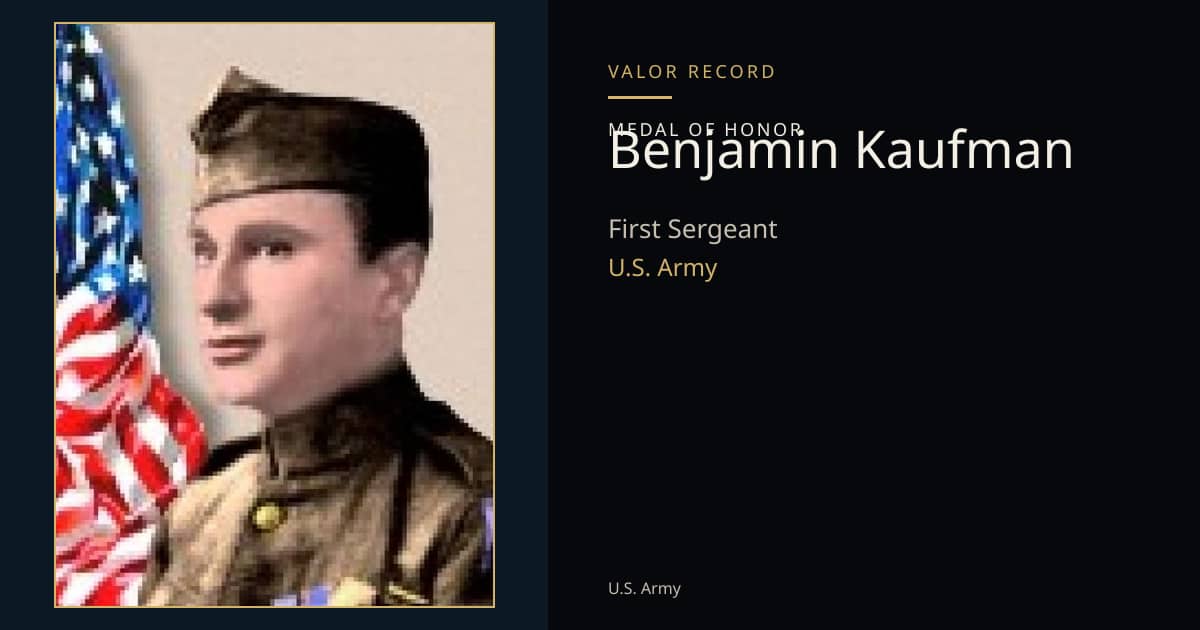 VALOR RECORD
MEDAL OF HONOR
Benjamin Kaufman
First Sergeant
U.S. Army
U.S. Army